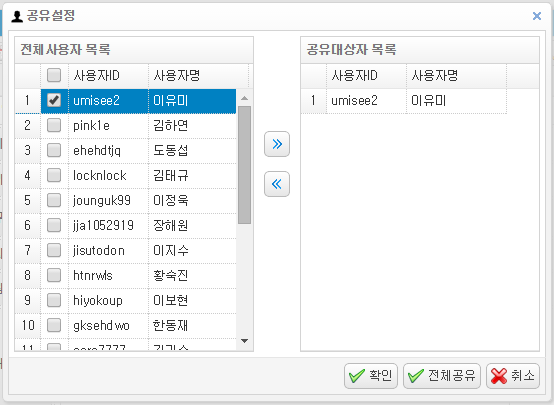 공유설정
전체사용자 목록
사용자ID 사용자명
1 umisee2 이유미
2 pink1e 김하연
3 ehehdtjq 도동섭
4 locknlock 김태규
5 jounguk99 이정욱
6 jja1052919 장해원
7 jisutodon 이지수
8 htnrwls 황숙진
9 hiyokoup 이보현
10 gksehdwo 한동재
11
공유대상자 목록
사용자ID 사용자명
1 umisee2 이유미
확인 전체공유 취소